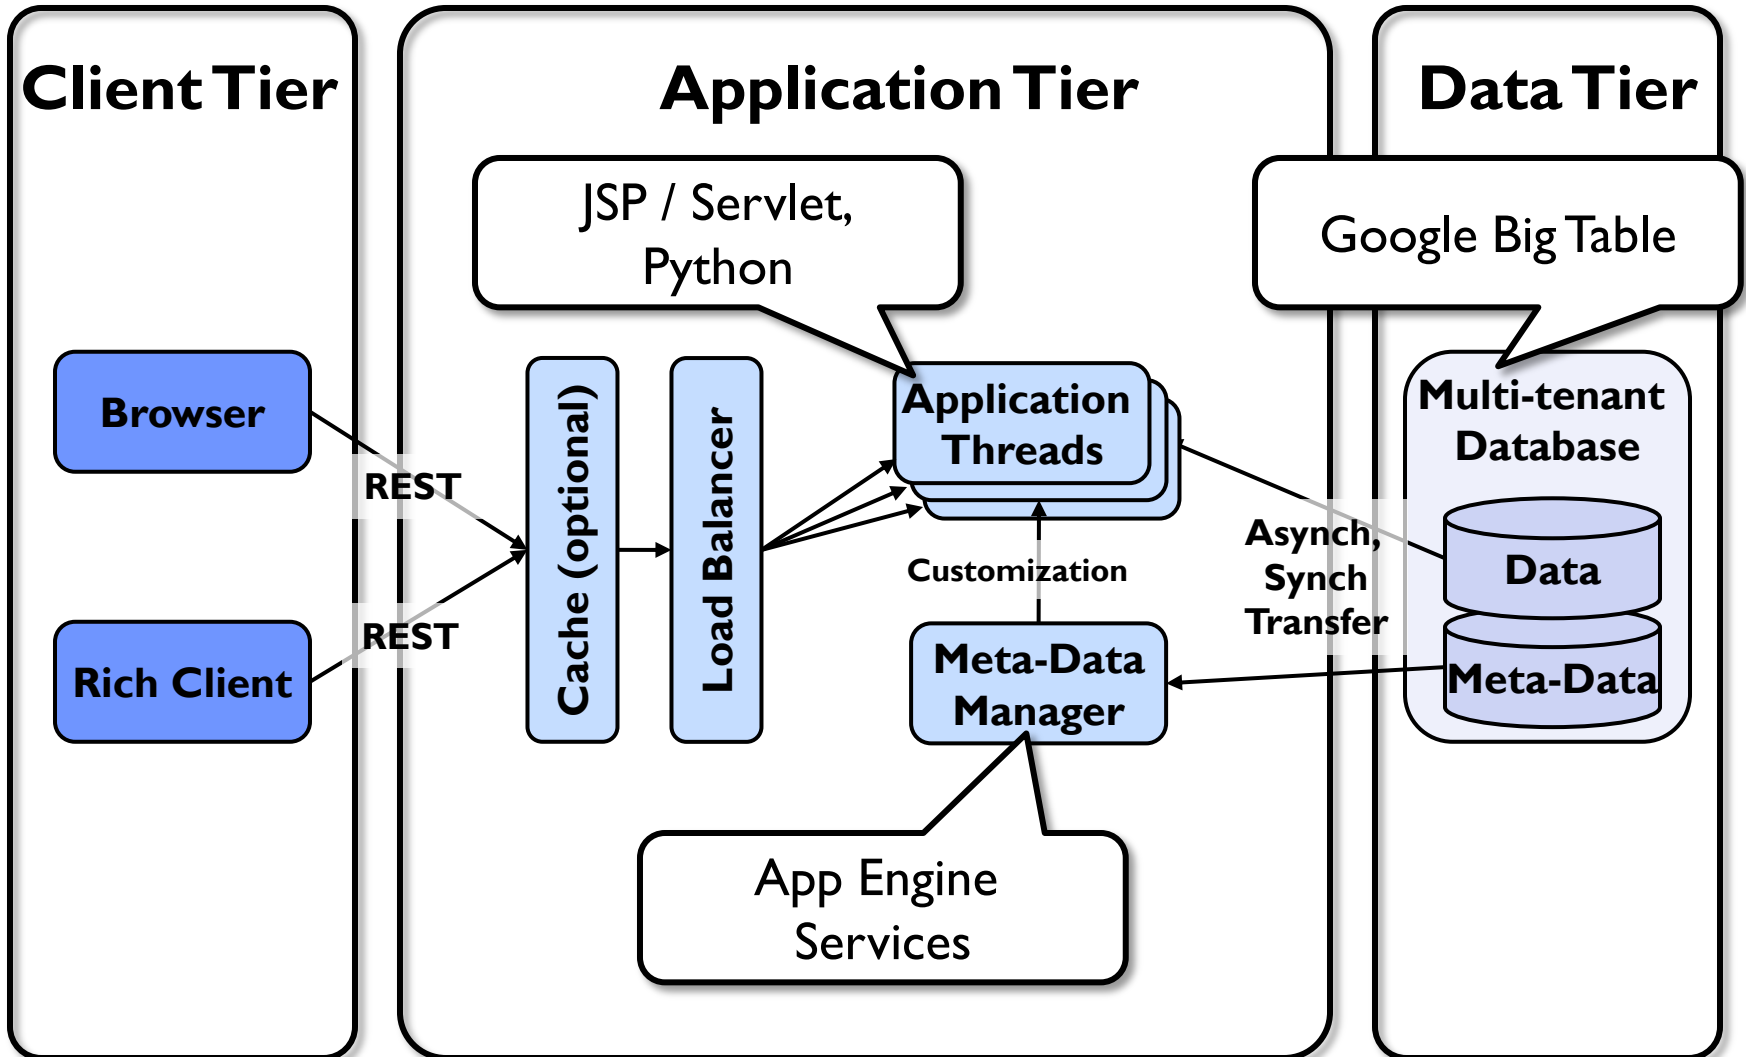 Client Tier
Application Tier
Data Tier
JSP / Servlet,
Python
Google Big Table
Browser
REST
REST
Rich Client
Cache (optional)
Load Balancer
Application
Threads
Customization
Meta-Data
Manager
App Engine
Services
Asynch,
Synch
Transfer
Multi-tenant
Database
Data
Meta-Data